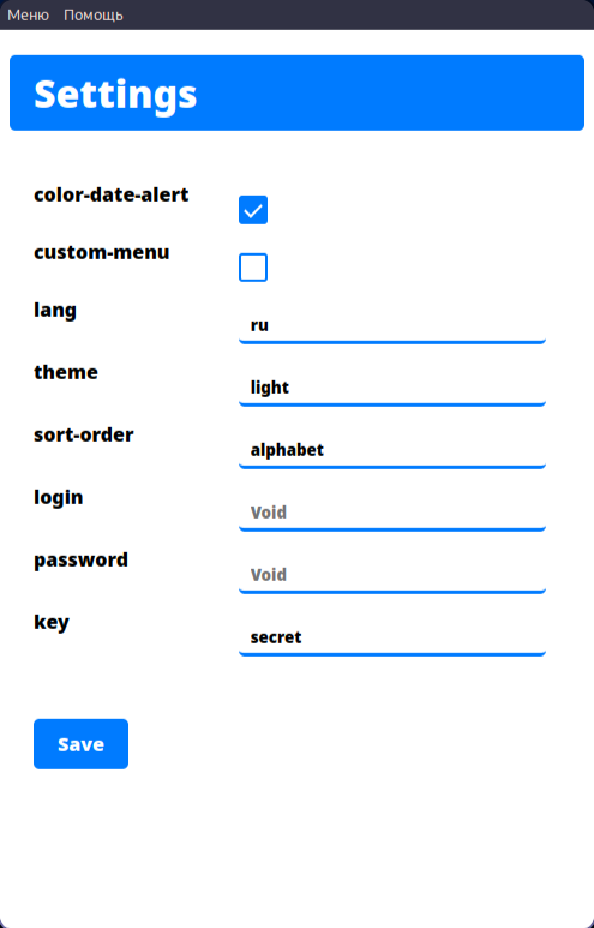 Меню Помощь
Settings
color-date-alert
custom-menu
lang ru
theme light
sort-order alphabet
login Void
password Void
key secret
Save